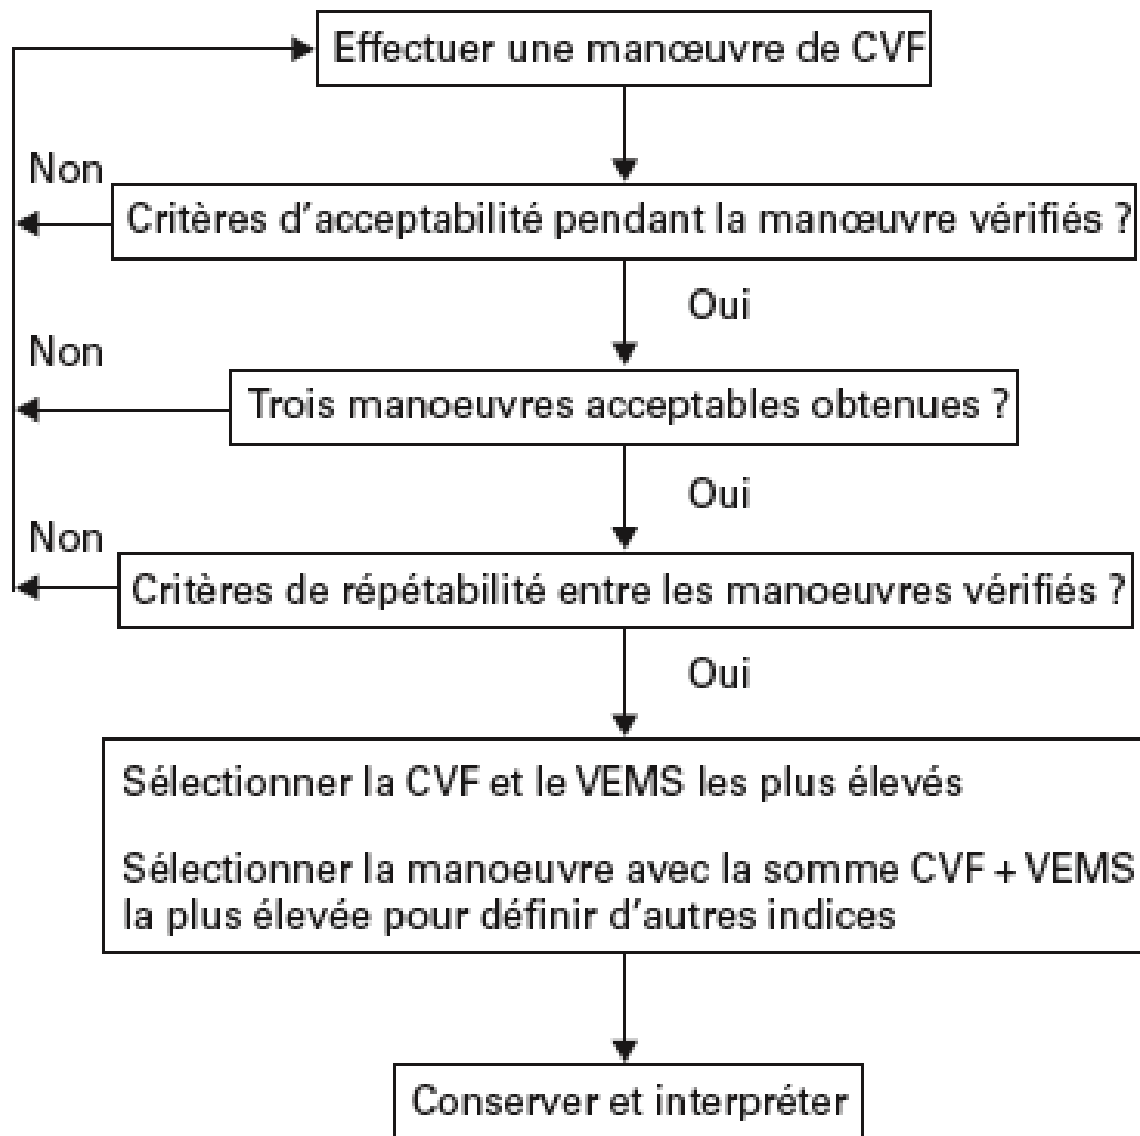 Effectuer une manœuvre de CVF
Non
Critères d'acceptabilité pendant la manœuvre vérifiés ?
Oui
Non
Trois manoeuvres acceptables obtenues ?
Oui
Non
Critères de répétabilité entre les manoeuvres vérifiés ?
Oui
Sélectionner la CVF et le VEMS les plus élevés
Sélectionner la manoeuvre avec la somme CVF + VEMS
la plus élevée pour définir d'autres indices
Conserver et interpréter